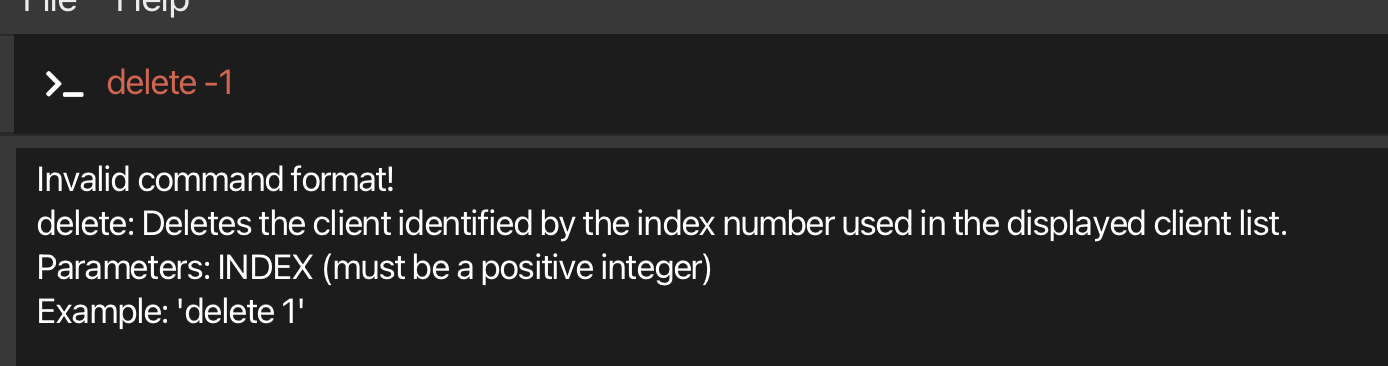 File Help
delete -1
Invalid command format!
delete: Deletes the client identified by the index number used in the displayed client list.
Parameters: INDEX (must be a positive integer)
Example: 'delete 1'